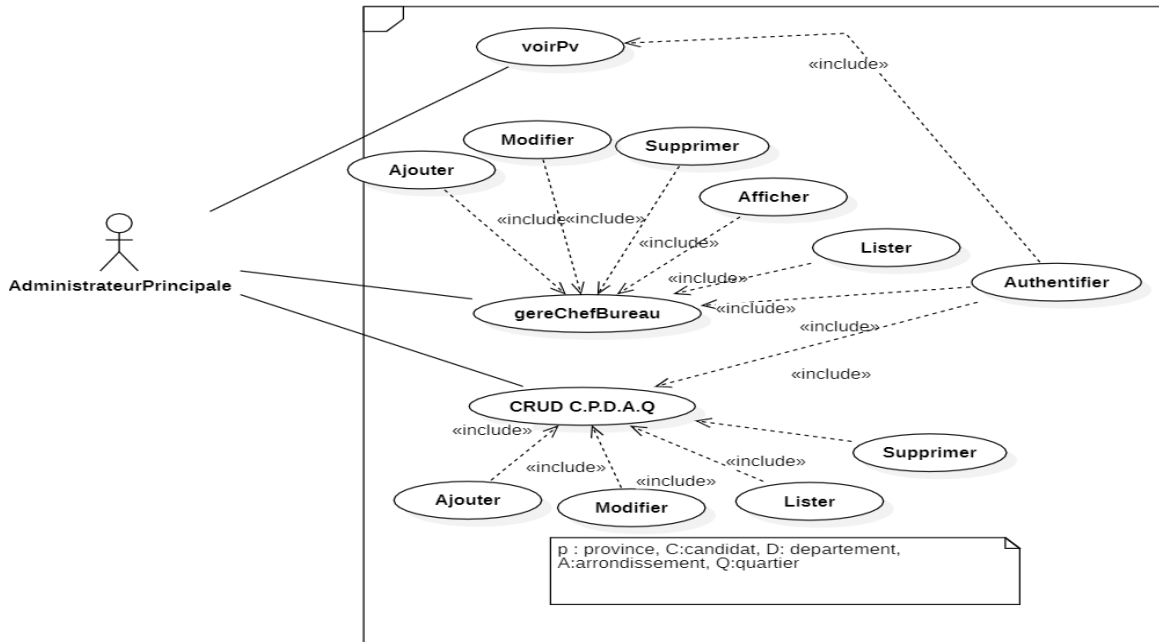 voirPv
«include»
Modifier
Supprimer
Ajouter
Afficher
«include»
«include»
«include»
Lister
«include»
Authentifier
AdministrateurPrincipale
gereChefBureau
«include»
«include»
CRUD C.P.D.A.Q
«include»
Supprimer
«include»
«include»
«include»
Ajouter
Modifier
Lister
p : province, C:candidat, D: departement,
A:arrondissement, Q:quartier